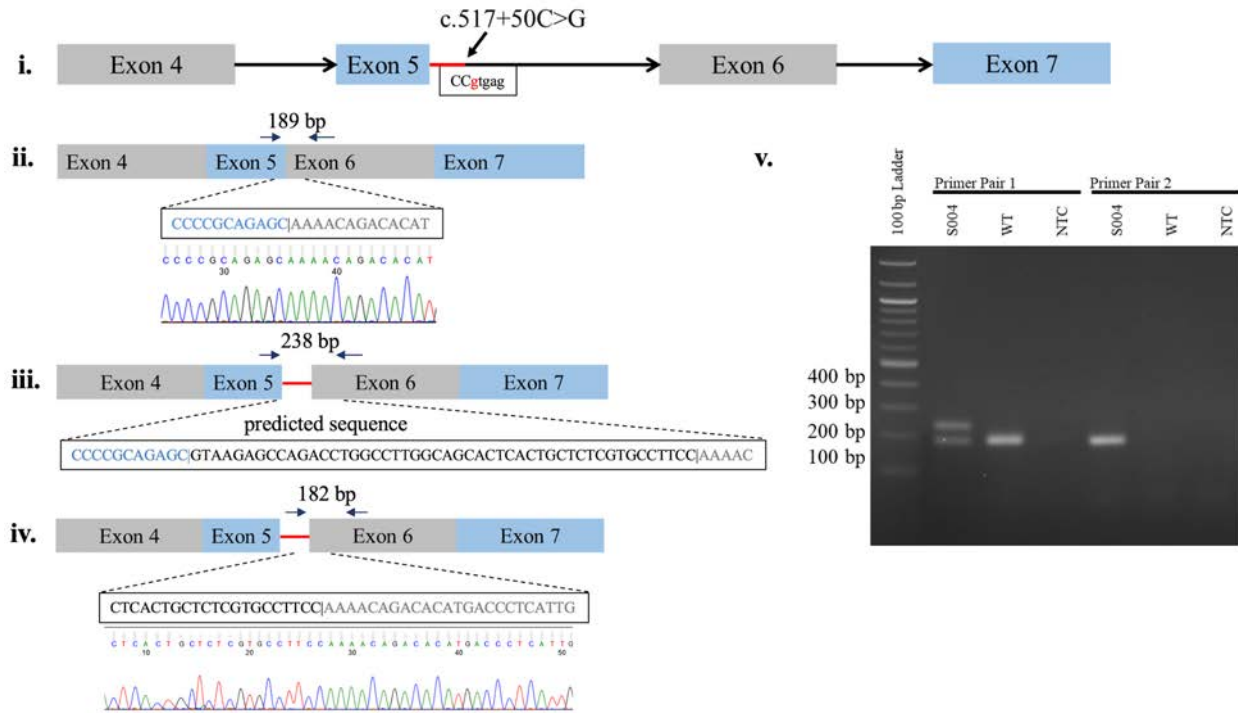 c.517+50C>G
i.
Exon 4
Exon 5
Exon 6
Exon 7
CCgtgag
189 bp
ii.
Exon 4
Exon 5
Exon 6
Exon 7
CCCCGCAGAGC|AAAACAGACACAT
C C C C G C A G A G C A A A A C A G A C A C A T
30
40
238 bp
iii.
Exon 4
Exon 5
Exon 6
Exon 7
predicted sequence
CCCCGCAGAGC|GTAAGAGCCAGACCTGGCCTTGGCAGCACTCACTGCTCTCGTGCCTTCC|AAAAC
182 bp
iv.
Exon 4
Exon 5
Exon 6
Exon 7
CTCACTGCTCTCGTGCCTTCC|AAAACAGACACATGACCCTCATTG
C T C A C T G C T C T C G T G C C T T C C A A A A C A G A C A C A T G A C C C T C A T T G
10
20
30
40
50
v.
Primer Pair 1
Primer Pair 2
100 bp Ladder
S004
WT
NTC
S004
WT
NTC
400 bp
300 bp
200 bp
100 bp